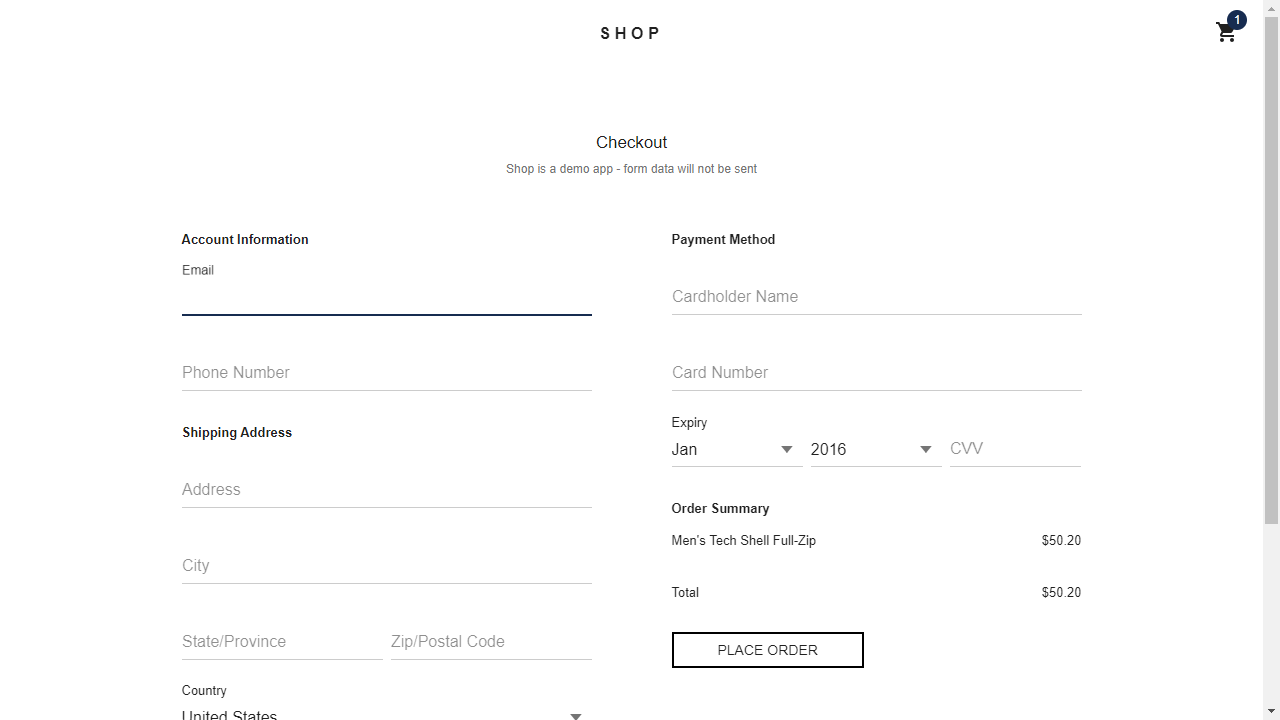 SHOP
1
Checkout
Shop is a demo app - form data will not be sent
Account Information
Email
Phone Number
Shipping Address
Address
City
State/Province Zip/Postal Code
Country
United States
Payment Method
Cardholder Name
Card Number
Expiry
Jan 2016 CVV
Order Summary
Men's Tech Shell Full-Zip $50.20
Total $50.20
PLACE ORDER